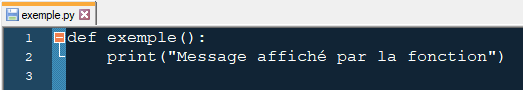 exemple.py
1 def exemple():
2     print("Message affiché par la fonction")
3